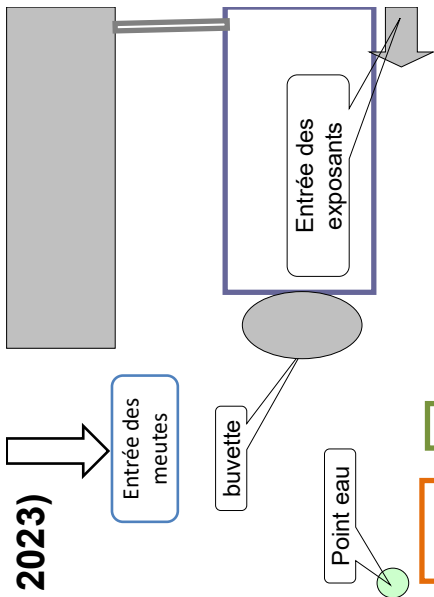 2023)
Entrée des
meutes
buvette
Point eau
Entrée des
exposants